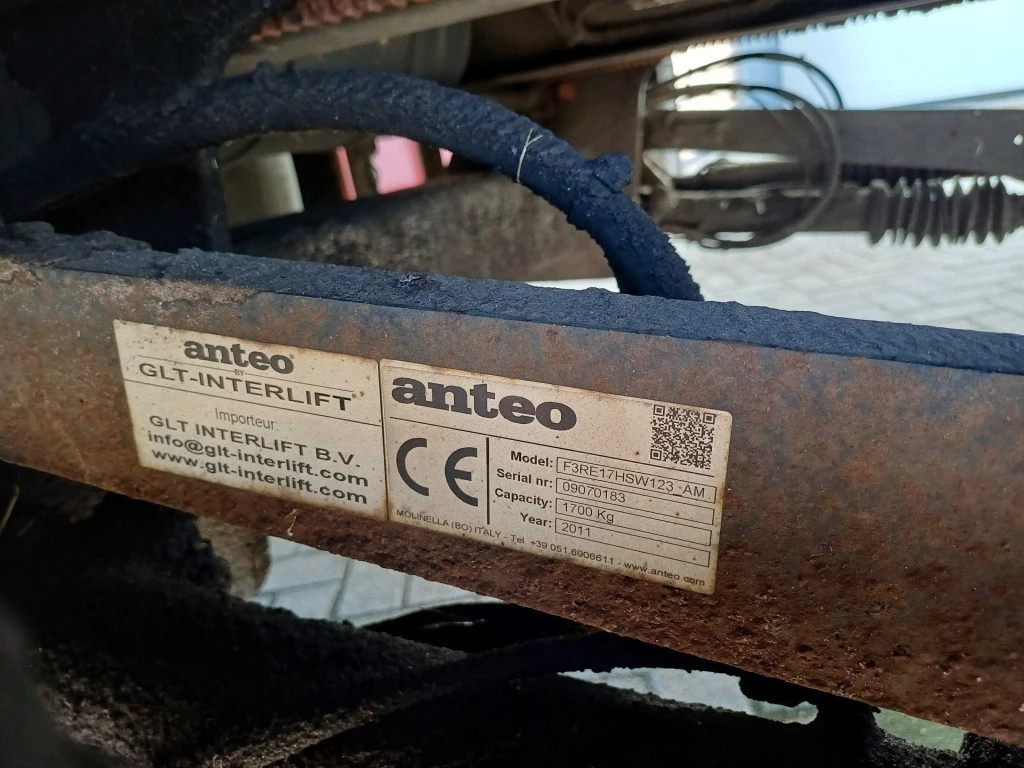 anteo
BY
GLT-INTERLIFT
Importeur:
GLT INTERLIFT B.V.
info@glt-interlift.com
www.glt-interlift.com
anteo
CE
Model: F3RE17HSW123 -AM
Serial nr: 09070183
Capacity: 1700 Kg
Year: 2011
MOLINELLA (BO) ITALY - Tel. +39 051 6906611 - www.anteo.com